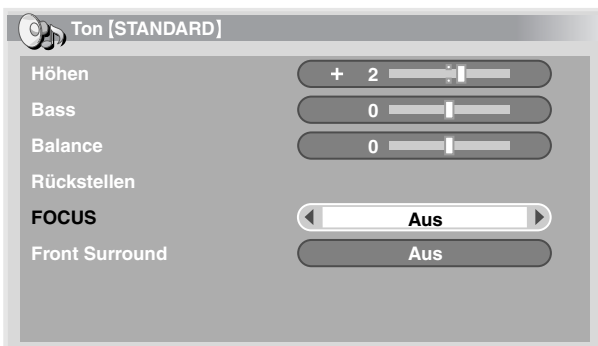 Ton [STANDARD]
Höhen + 2
Bass 0
Balance 0
Rückstellen
FOCUS Aus
Front Surround Aus